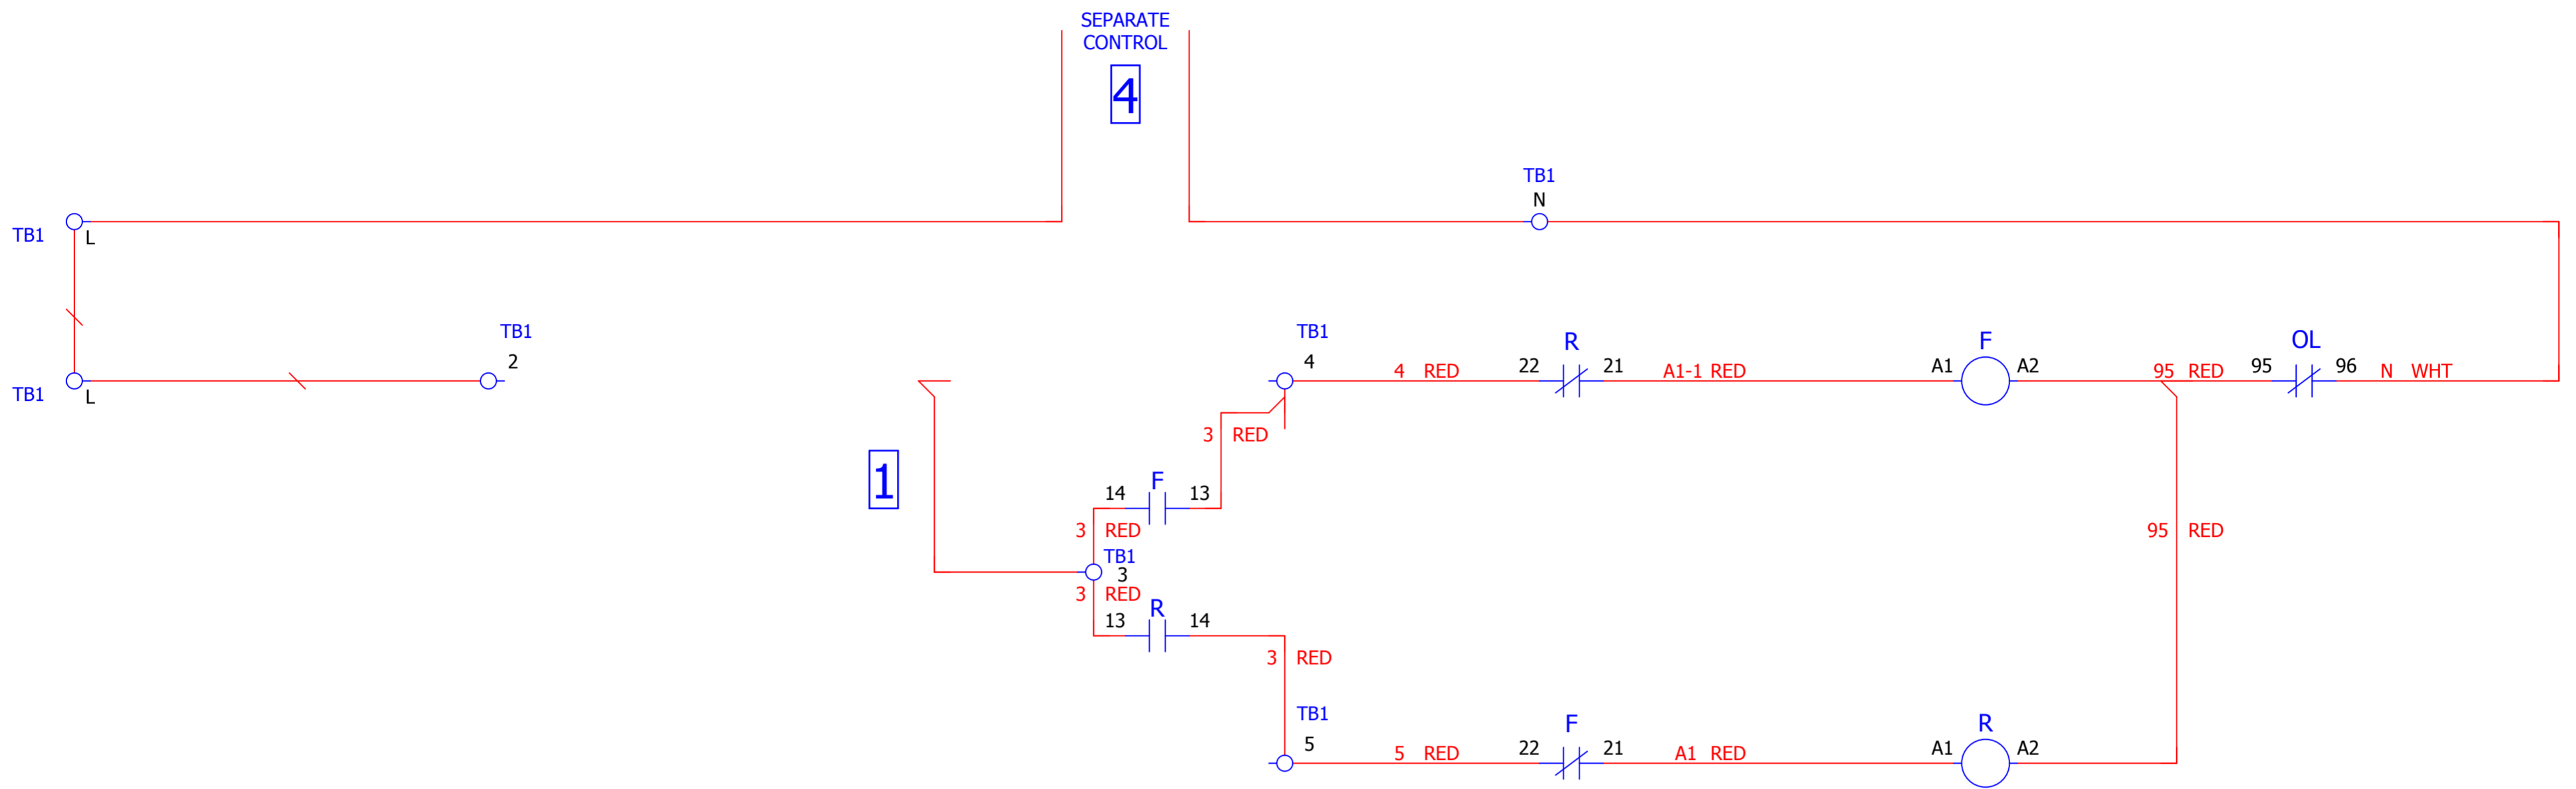 SEPARATE
CONTROL
4
TB1
N
TB1
L
TB1
2
TB1
4
R
F
OL
22
21
A1
A2
95
96
4 RED
A1-1 RED
95 RED
N WHT
TB1
L
3 RED
1
F
14
13
3 RED
95 RED
TB1
3
3 RED
R
13
14
3 RED
TB1
5
F
R
22
21
A1
A2
5 RED
A1 RED